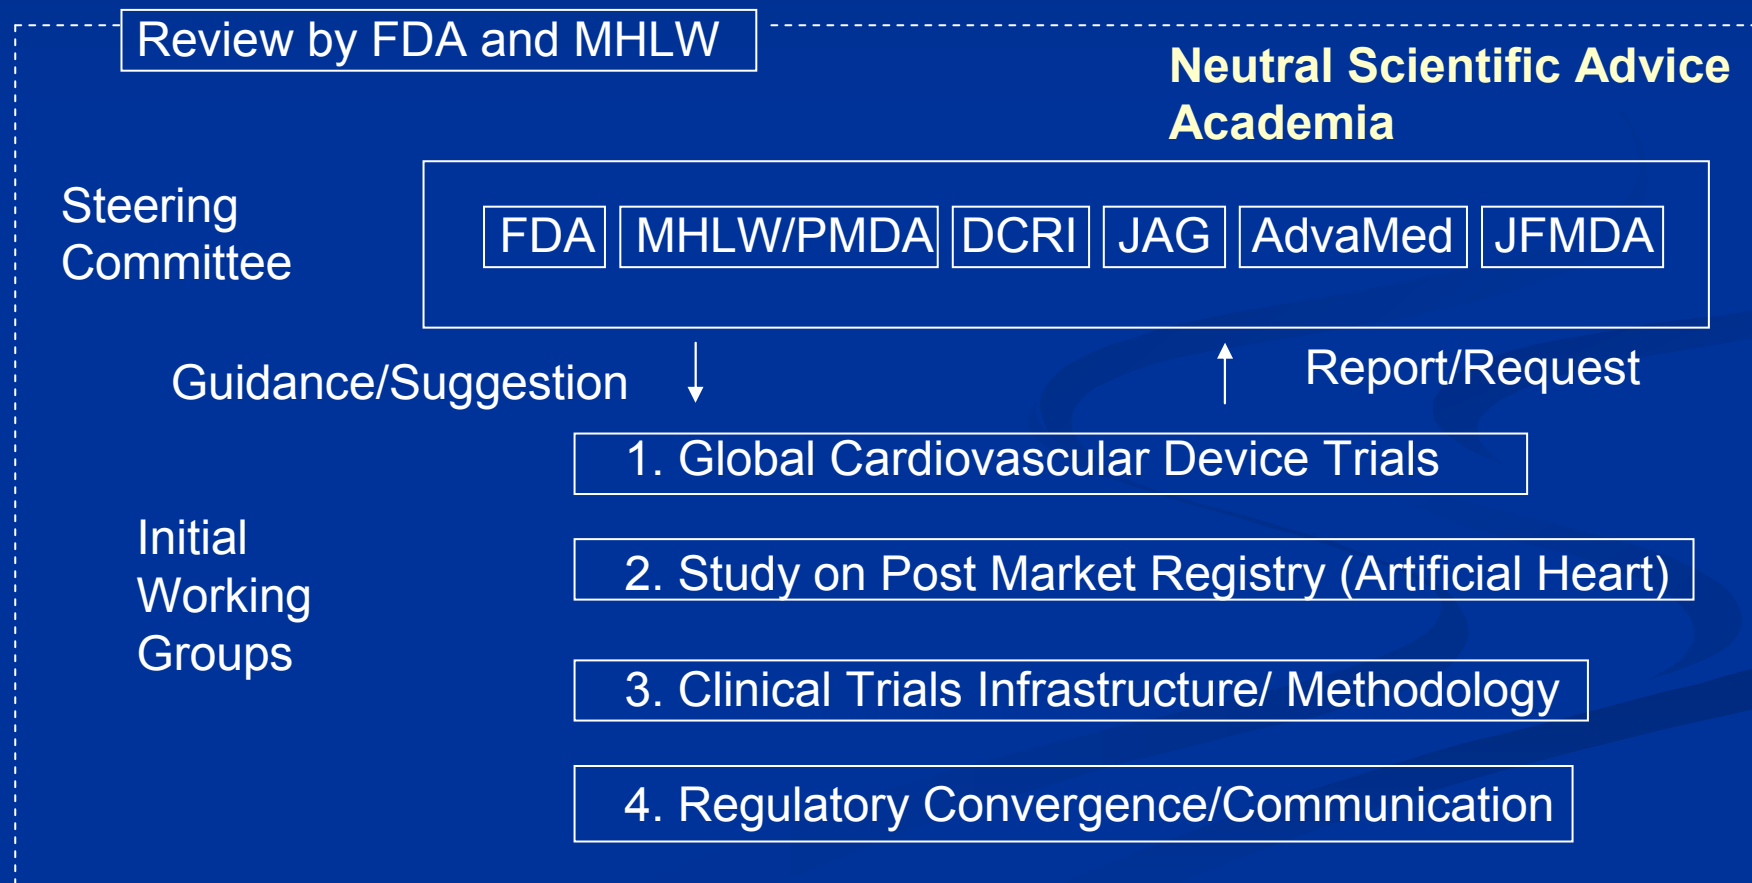 Review by FDA and MHLW
Neutral Scientific Advice
Academia
Steering
Committee
FDA MHLW/PMDA DCRI JAG AdvaMed JFMDA
Guidance/Suggestion
Report/Request
1. Global Cardiovascular Device Trials
Initial
Working
Groups
2. Study on Post Market Registry (Artificial Heart)
3. Clinical Trials Infrastructure/ Methodology
4. Regulatory Convergence/Communication